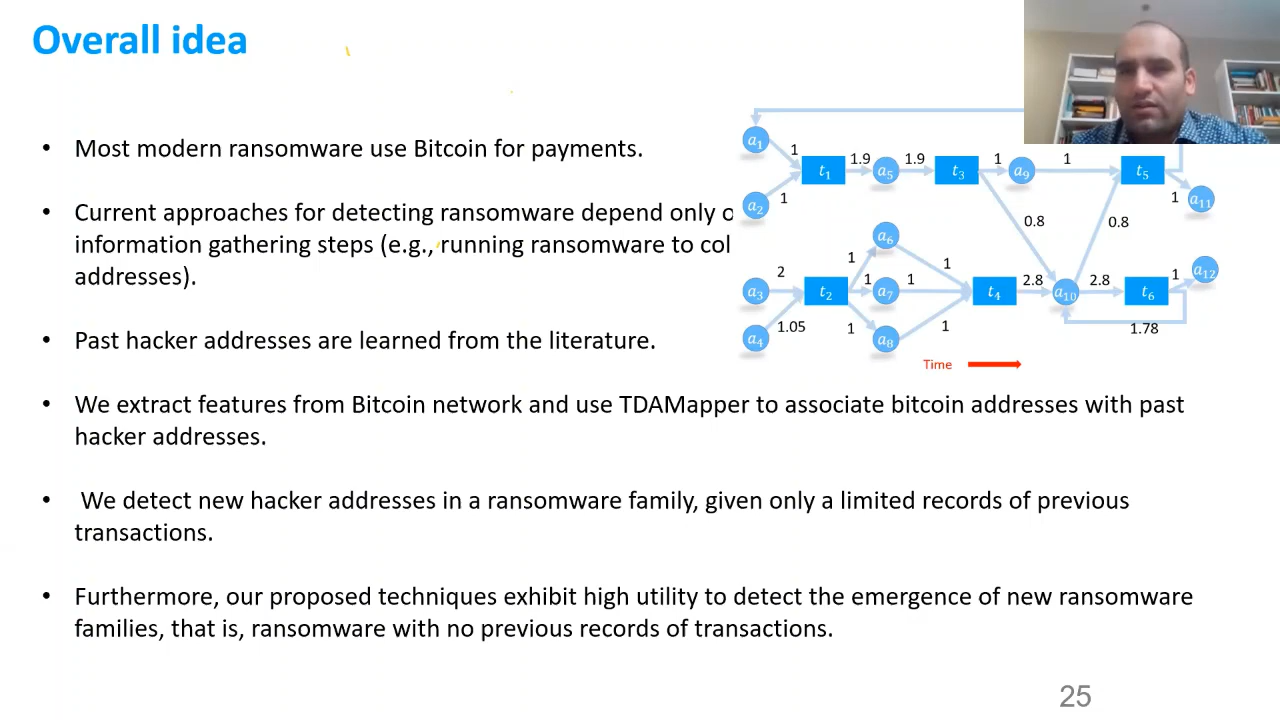 Overall idea
• Most modern ransomware use Bitcoin for payments.
• Current approaches for detecting ransomware depend only
information gathering steps (e.g., running ransomware to
addresses).
• Past hacker addresses are learned from the literature.
• We extract features from Bitcoin network and use TDAMapper to associate bitcoin addresses with past
hacker addresses.
• We detect new hacker addresses in a ransomware family, given only a limited records of previous
transactions.
• Furthermore, our proposed techniques exhibit high utility to detect the emergence of new ransomware
families, that is, ransomware with no previous records of transactions.
a1
1
t1
1.9
a5
1.9
t3
1
a9
1
t5
a2
1
1
a11
0.8
0.8
a6
1
1
2
a3
t2
1
a7
1
t4
2.8
a10
2.8
t6
1
a12
a4
1.05
1
a8
1
1.78
Time
25